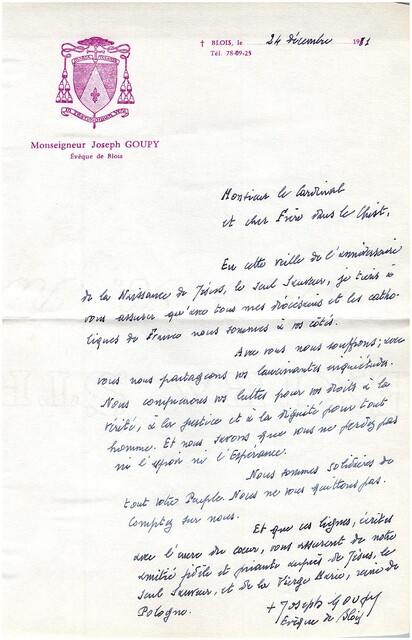 † BLOIS, le 24 décembre 1981
Tél. 78-09-25
Monseigneur Joseph GOUPY
Évêque de Blois
Monsieur le Cardinal
et cher Frère dans le Christ,
En cette veille de l'anniversaire
de la Naissance de Jésus, le seul Sauveur, je tiens à
vous assurer qu'avec tous mes diocésains et les catho-
liques de France nous sommes à vos côtés.
Avec vous nous souffrons; avec
vous nous partageons vos lancinantes inquiétudes.
Nous comprenons vos luttes pour vos droits à la
vérité, à la justice et à la dignité pour tout
homme. Et nous savons que vous ne perdez pas
ni l'espoir ni l'Espérance.
Nous sommes solidaires de
tout votre Peuple. Nous ne vous quittons pas.
Comptez sur nous.
Et que ces lignes, écrites
avec l'encre du cœur, vous assurent de notre
amitié fidèle et priante auprès de Jésus, le
seul Sauveur, et de la Vierge Marie, reine de
Pologne.
+ Joseph Goupy
Évêque de Blois